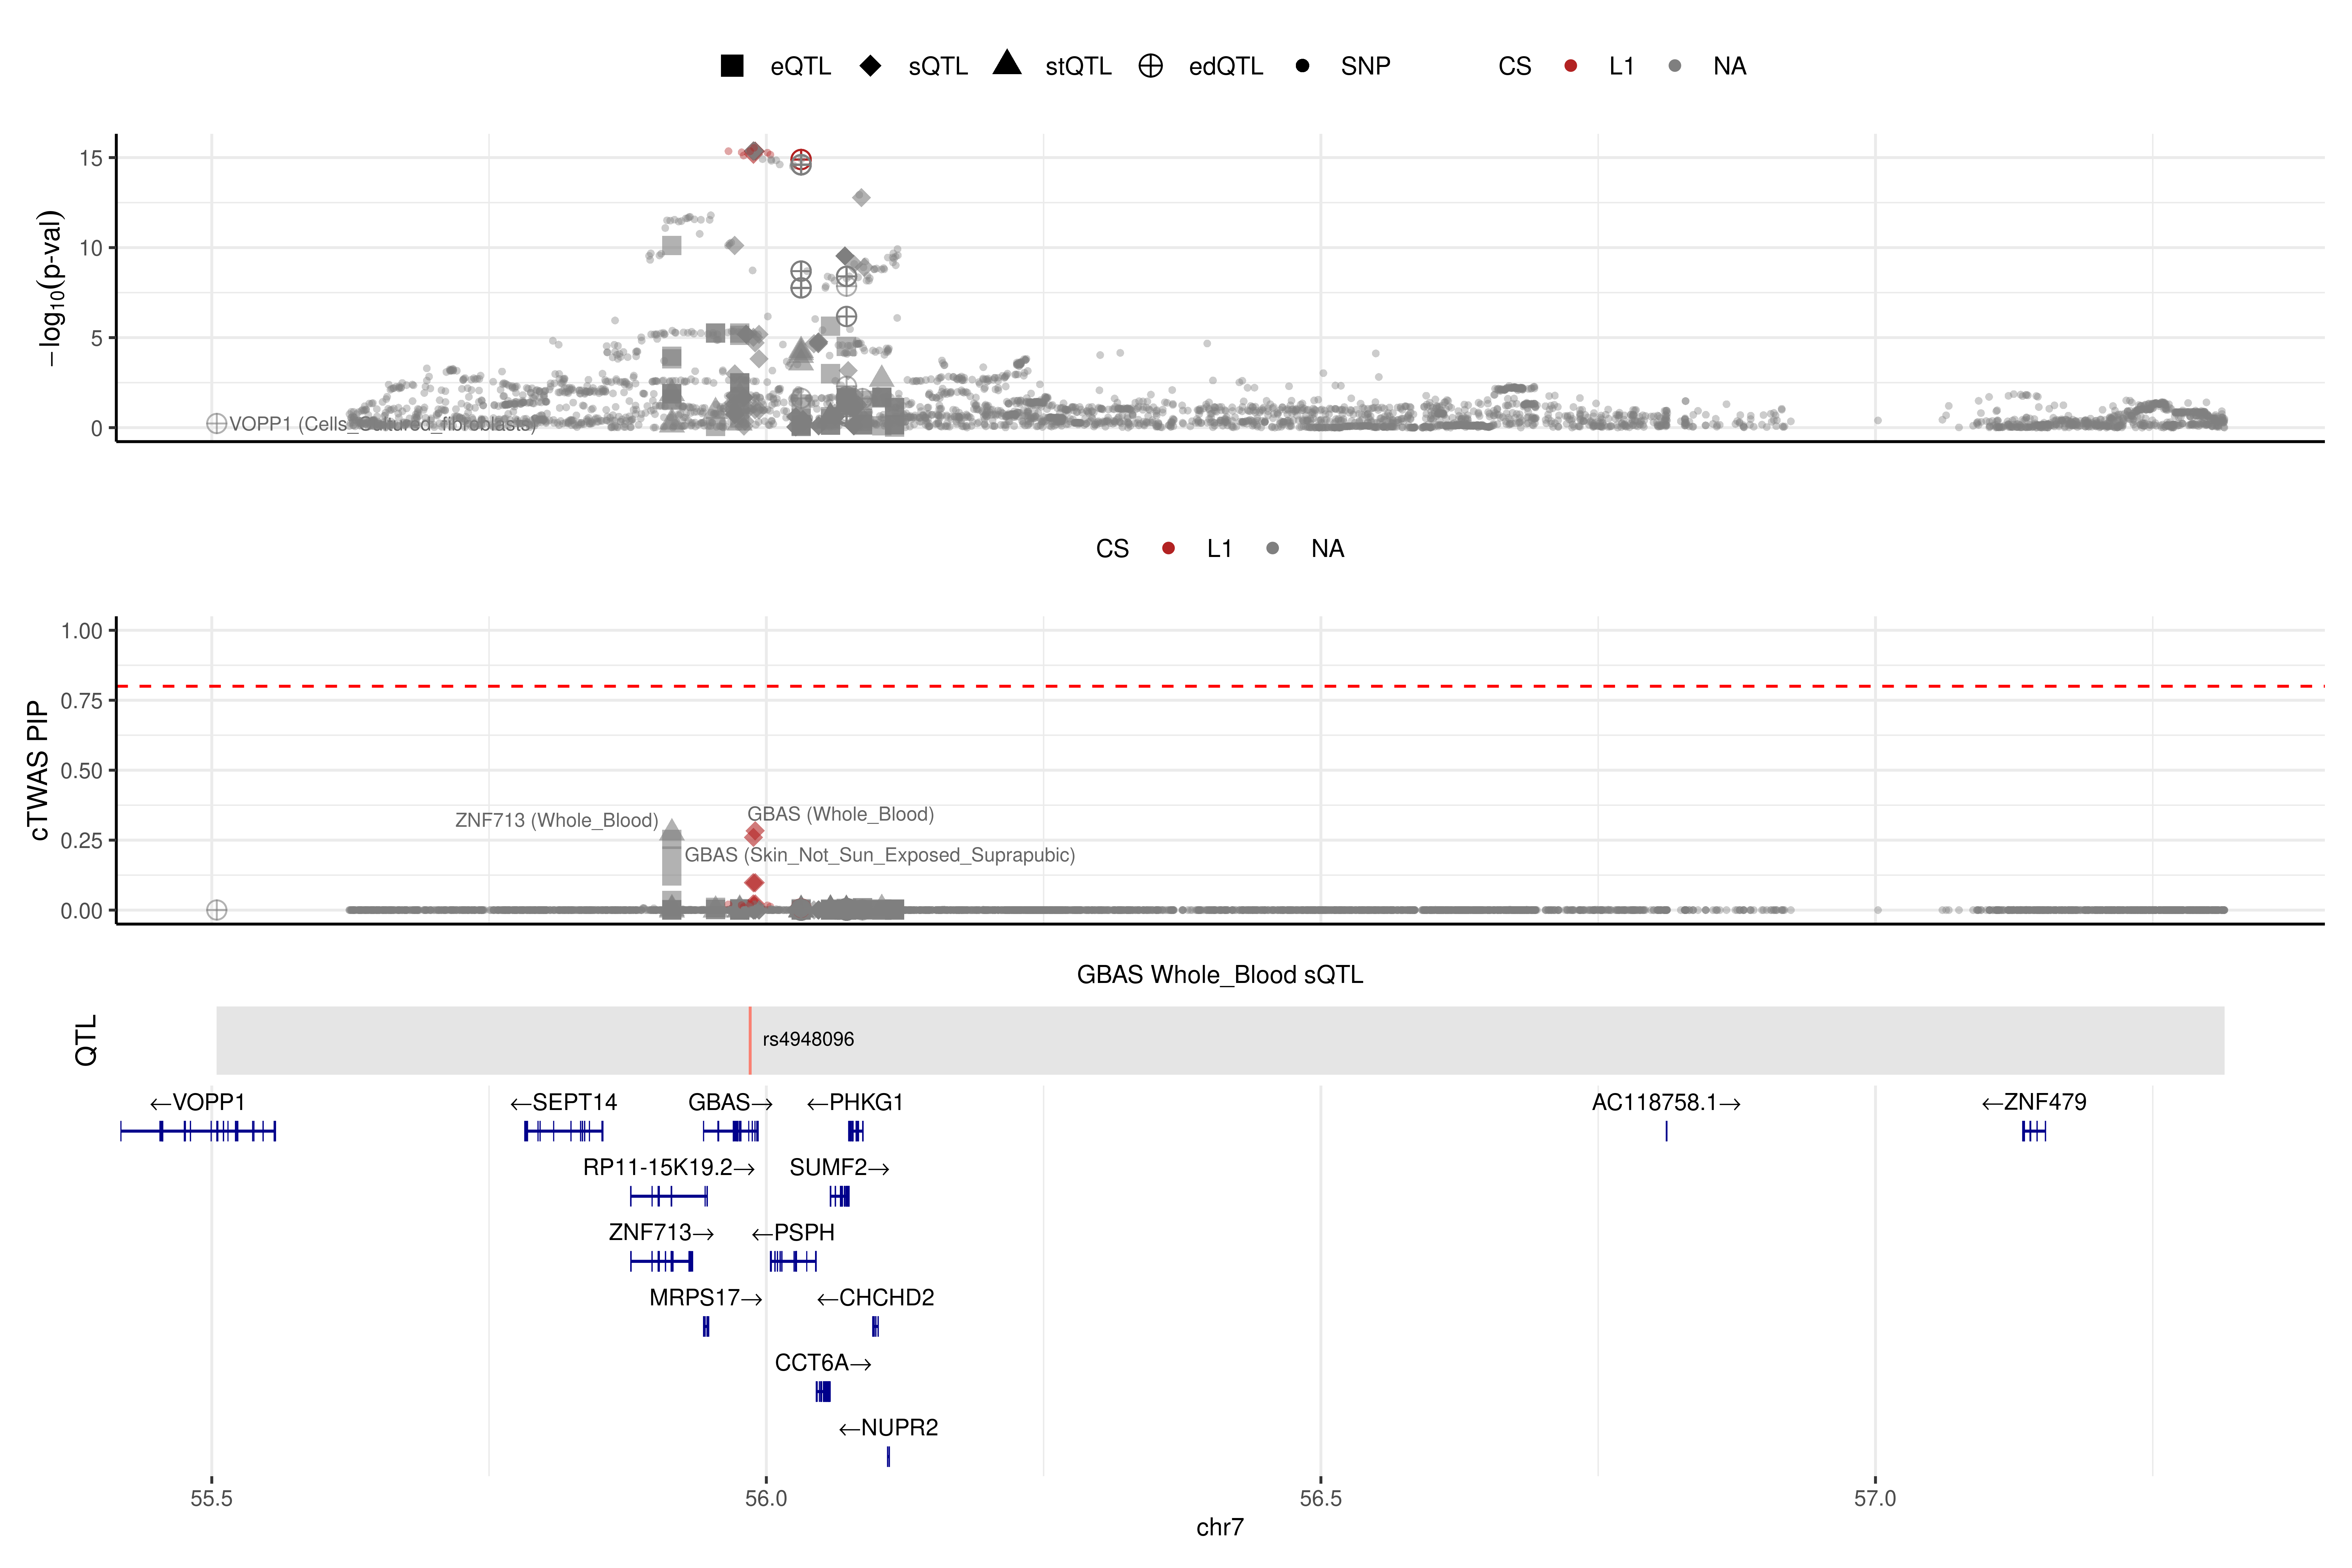 eQTL sQTL stQTL edQTL SNP CS L1 NA
−log10(p-val)
15
10
5
0
VOPP1 (Cells_Cultured_fibroblasts)
CS L1 NA
cTWAS PIP
1.00
0.75
0.50
0.25
0.00
GBAS (Whole_Blood)
ZNF713 (Whole_Blood)
GBAS (Skin_Not_Sun_Exposed_Suprapubic)
GBAS Whole_Blood sQTL
QTL
rs4948096
←VOPP1 ←SEPT14 GBAS→ ←PHKG1 AC118758.1→ ←ZNF479
RP11-15K19.2→ SUMF2→
ZNF713→ ←PSPH
MRPS17→ ←CHCHD2
CCT6A→
←NUPR2
55.5 56.0 56.5 57.0
chr7